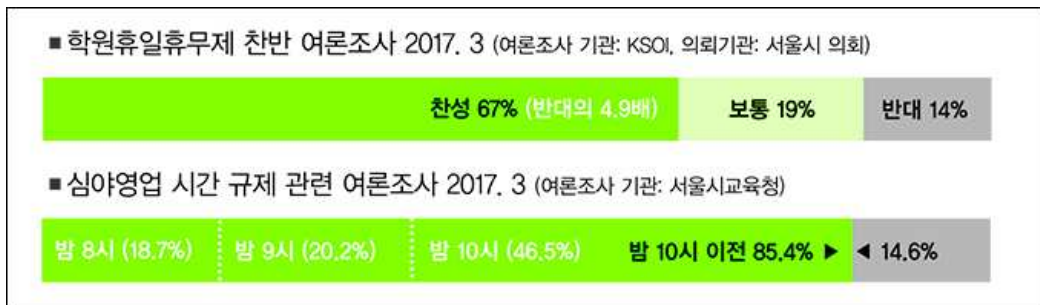 ■ 학원휴일휴무제 찬반 여론조사 2017. 3 (여론조사 기관: KSOI, 의뢰기관: 서울시 의회)
찬성 67% (반대의 4.9배) 보통 19% 반대 14%
■ 심야영업 시간 규제 관련 여론조사 2017. 3 (여론조사 기관: 서울시교육청)
밤 8시 (18.7%) 밤 9시 (20.2%) 밤 10시 (46.5%) 밤 10시 이전 85.4% ▶ ◀ 14.6%